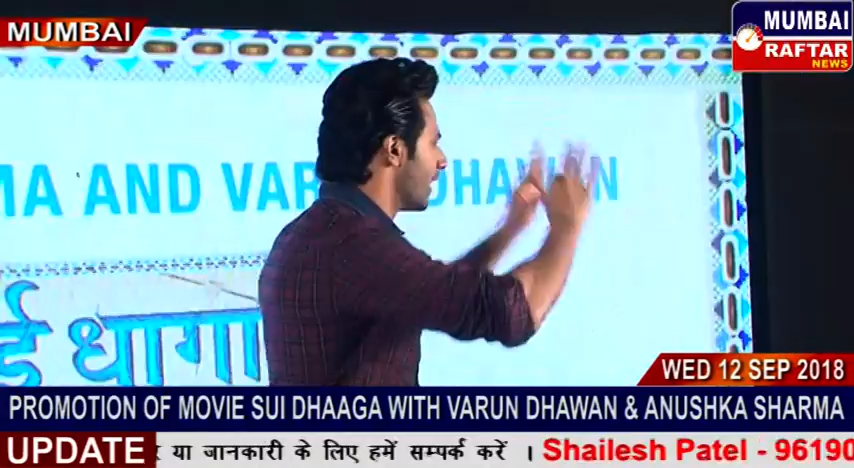 MUMBAI
MUMBAI
RAFTAR
NEWS
MA AND VARUN DHAWAN
ई धागा
WED 12 SEP 2018
PROMOTION OF MOVIE SUI DHAAGA WITH VARUN DHAWAN & ANUSHKA SHARMA
UPDATE
र या जानकारी के लिए हमें सम्पर्क करें । Shailesh Patel - 96190